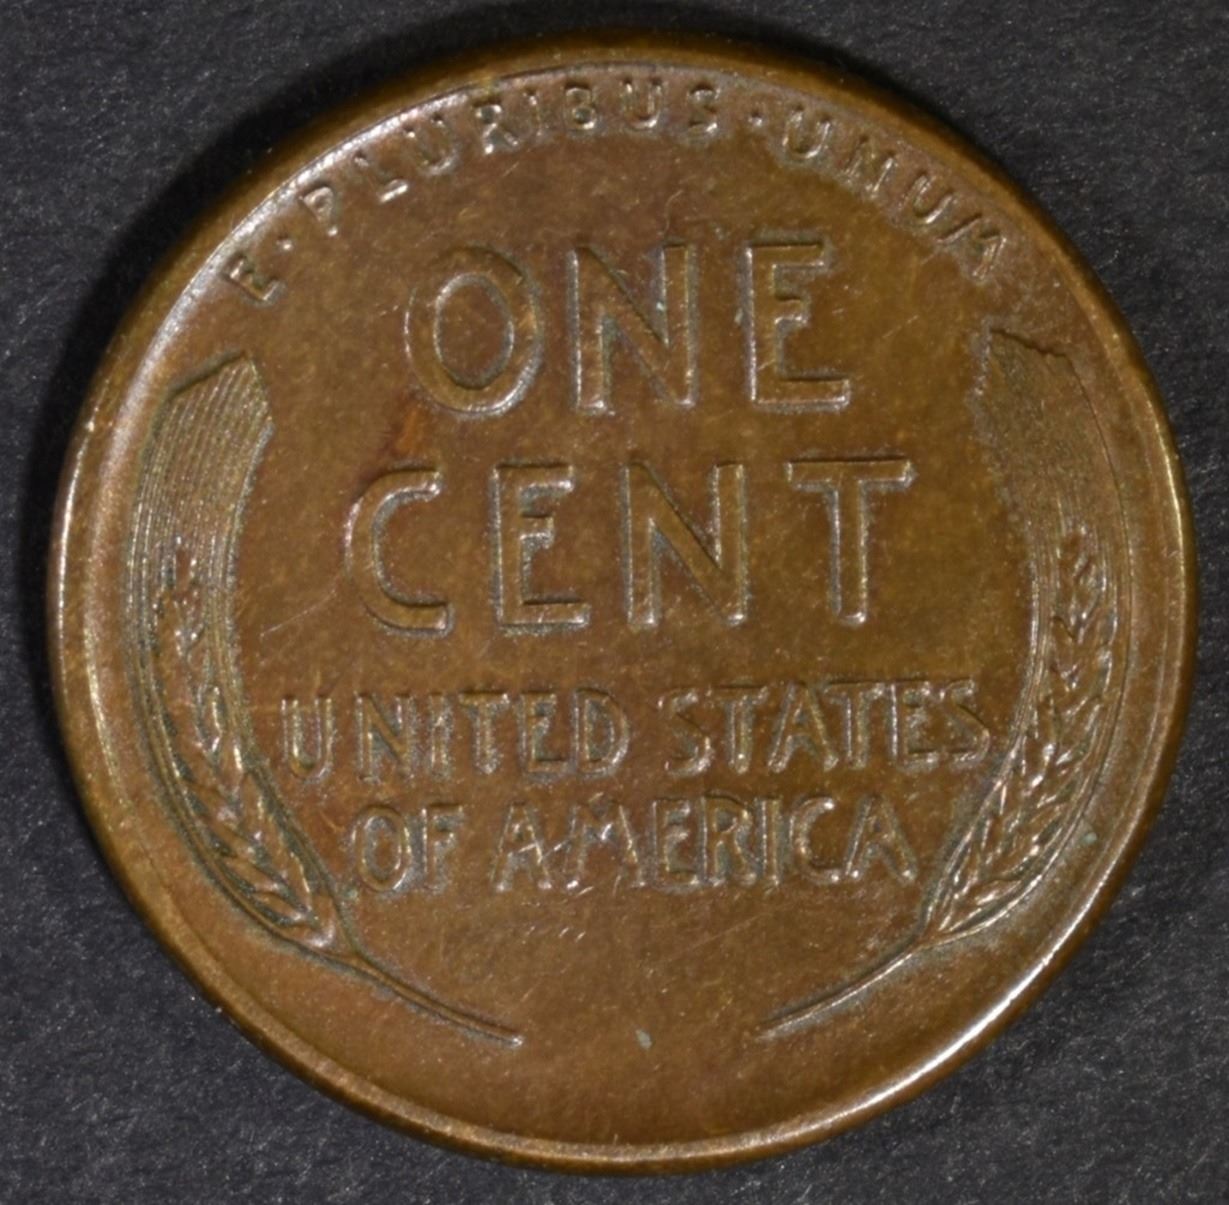 E·PLURIBUS·UNUM
ONE
CENT
UNITED STATES
OF AMERICA